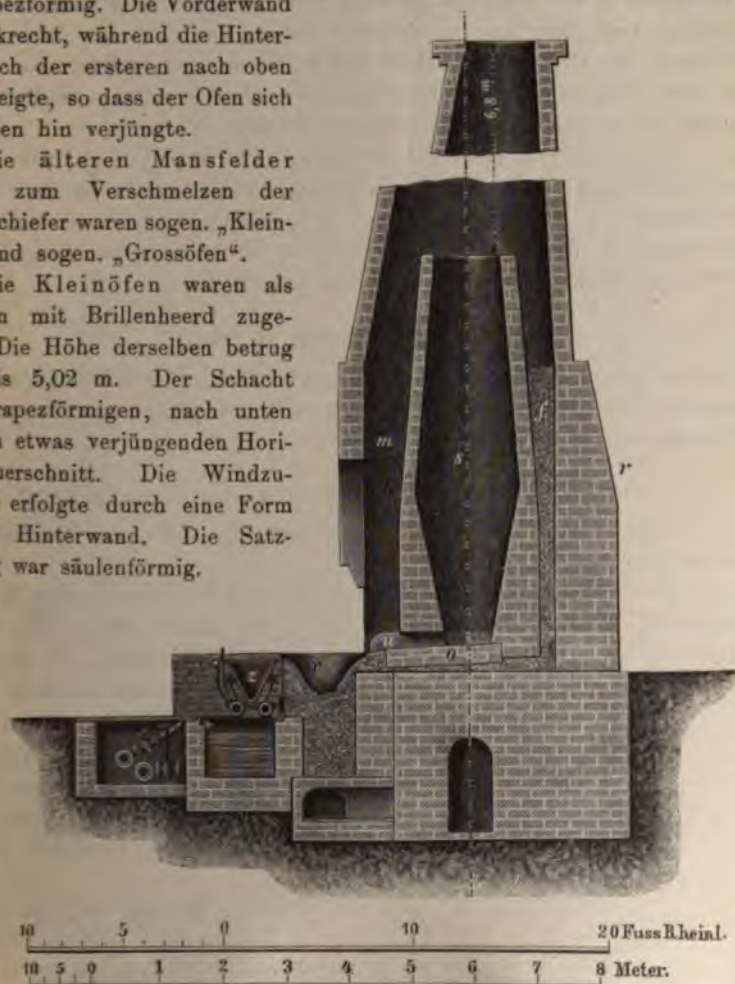 pezförmig. Die Vorderwand
krecht, während die Hinter-
ch der ersteren nach oben
eigte, so dass der Ofen sich
en hin verjüngte.
ie älteren Mansfelder
zum Verschmelzen der
chiefer waren sogen. „Klein-
nd sogen. „Grossöfen“.
ie Kleinöfen waren als
n mit Brillenheerd zuge-
Die Höhe derselben betrug
s 5,02 m. Der Schacht
rapezförmigen, nach unten
etwas verjüngenden Hori-
uerschnitt. Die Windzu-
erfolgte durch eine Form
Hinterwand. Die Satz-
war säulenförmig.
m
s
f
r
u
o
r
z
10 5 0 10 20 Fuss Rheinl.
10 5 0 1 2 3 4 5 6 7 8 Meter.